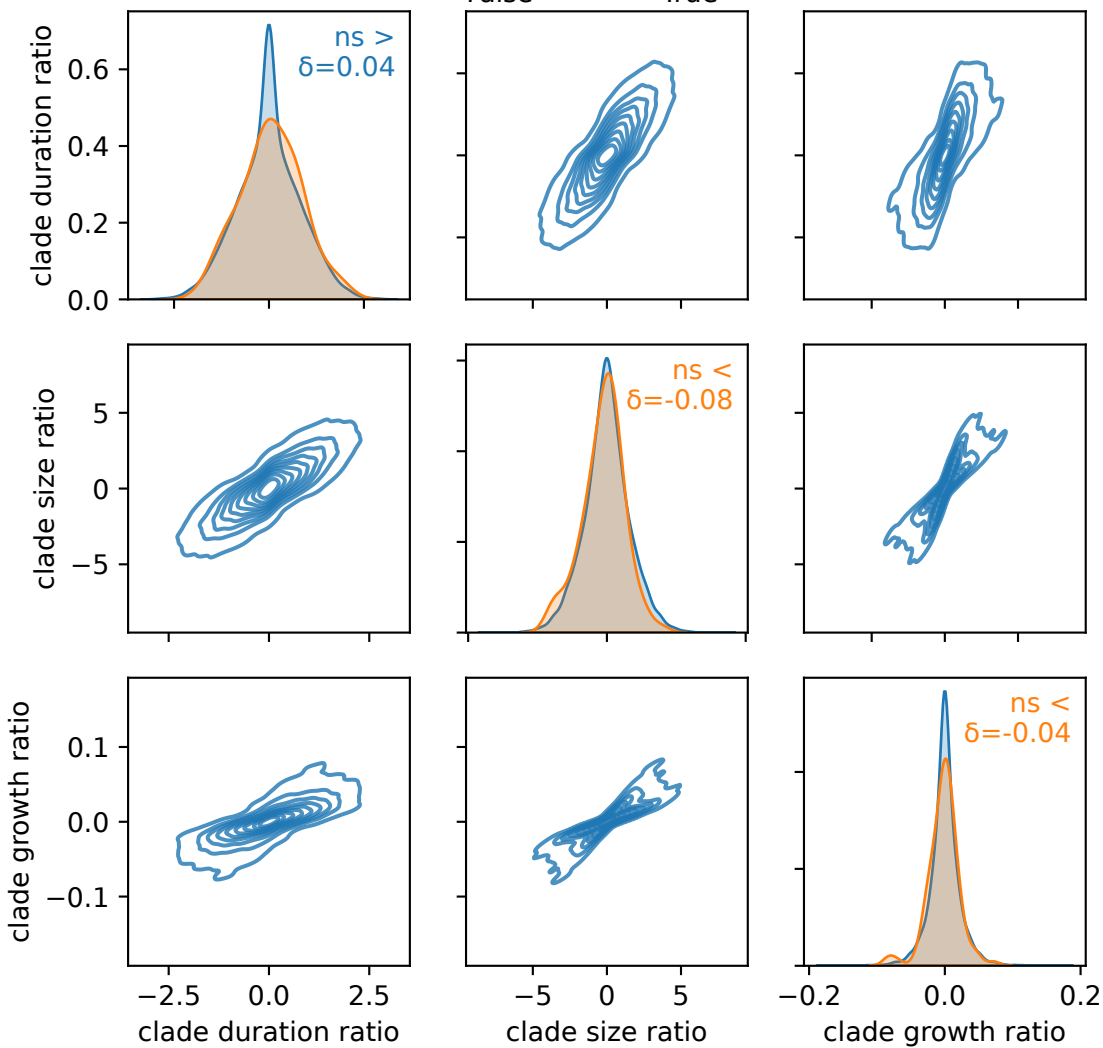 clade duration ratio
0.6
0.4
0.2
0.0
ns >
δ=0.04
clade size ratio
5
0
−5
ns <
δ=-0.08
clade growth ratio
0.1
0.0
−0.1
ns <
δ=-0.04
−2.5 0.0 2.5
clade duration ratio
−5 0 5
clade size ratio
−0.2 0.0 0.2
clade growth ratio